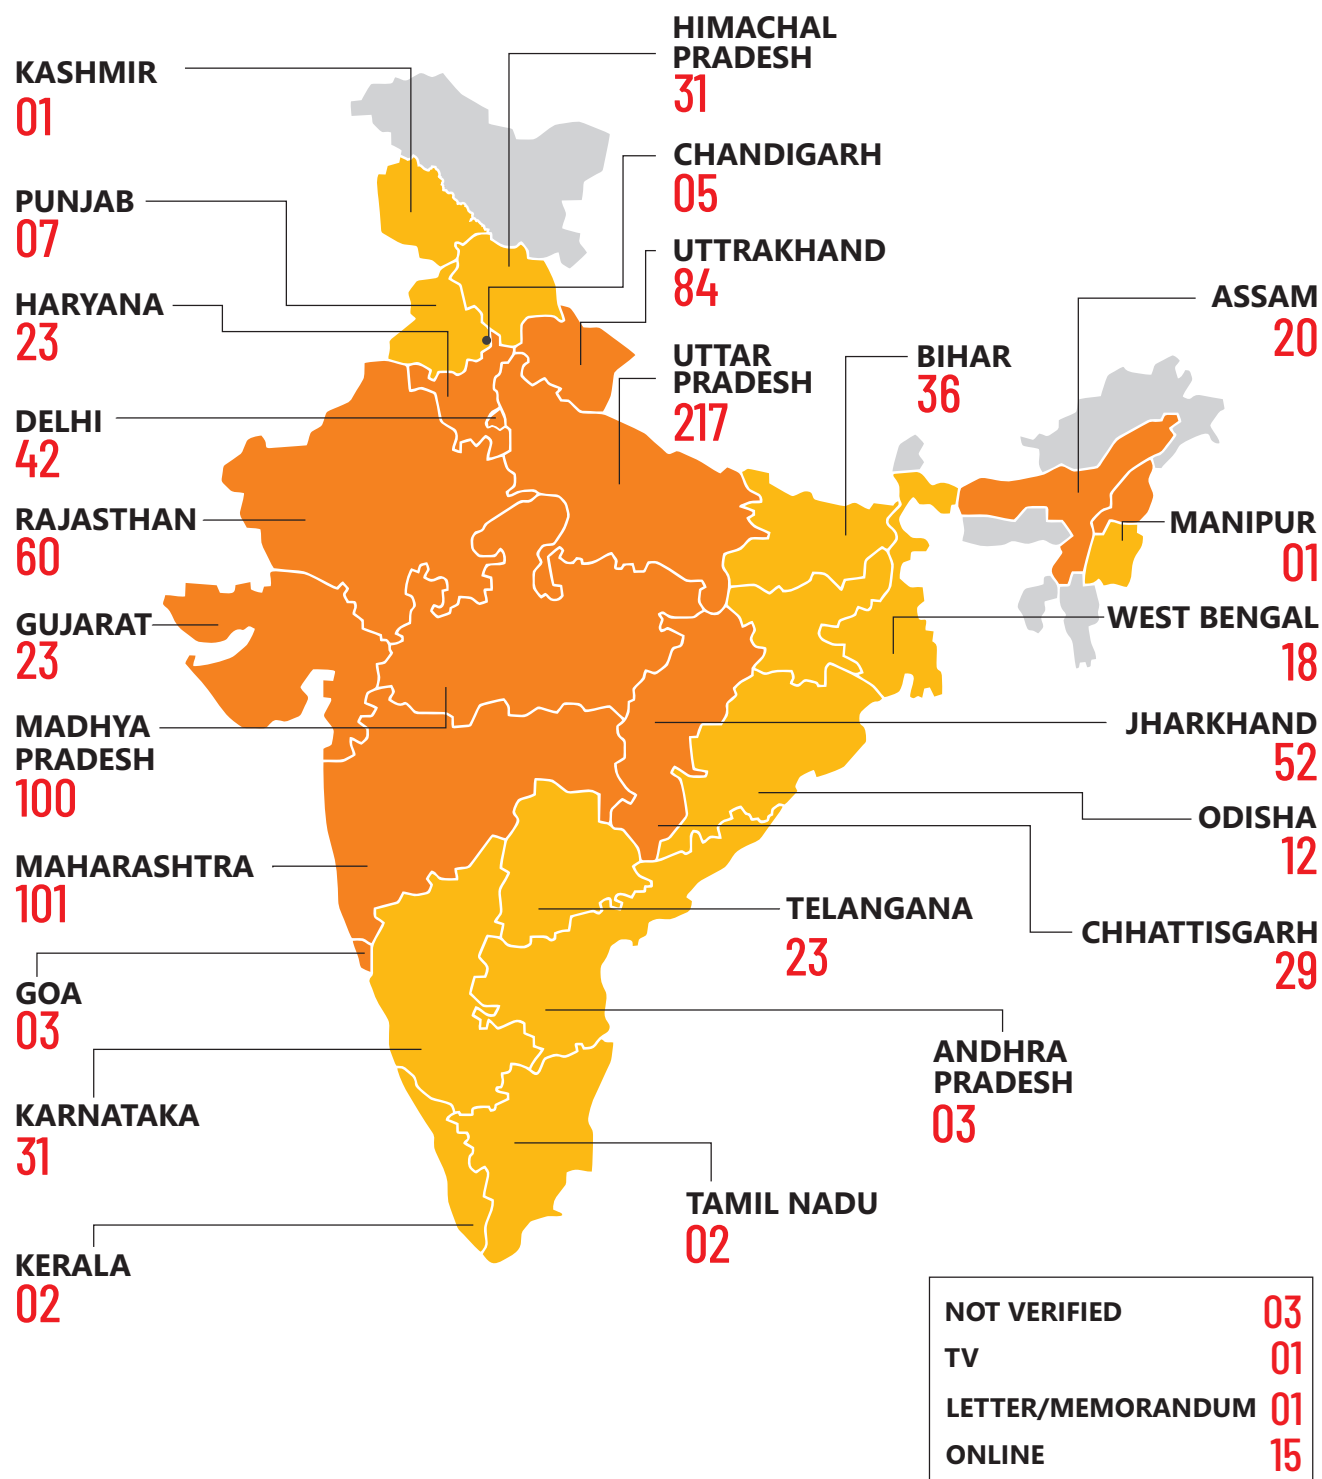 HIMACHAL
PRADESH
31
KASHMIR
01
CHANDIGARH
05
PUNJAB
07
UTTRAKHAND
84
HARYANA
23
ASSAM
20
UTTAR
PRADESH
217
BIHAR
36
DELHI
42
RAJASTHAN
60
MANIPUR
01
GUJARAT
23
WEST BENGAL
18
MADHYA
PRADESH
100
JHARKHAND
52
ODISHA
12
MAHARASHTRA
101
TELANGANA
23
CHHATTISGARH
29
GOA
03
ANDHRA
PRADESH
03
KARNATAKA
31
TAMIL NADU
02
KERALA
02
NOT VERIFIED 03
TV 01
LETTER/MEMORANDUM 01
ONLINE 15